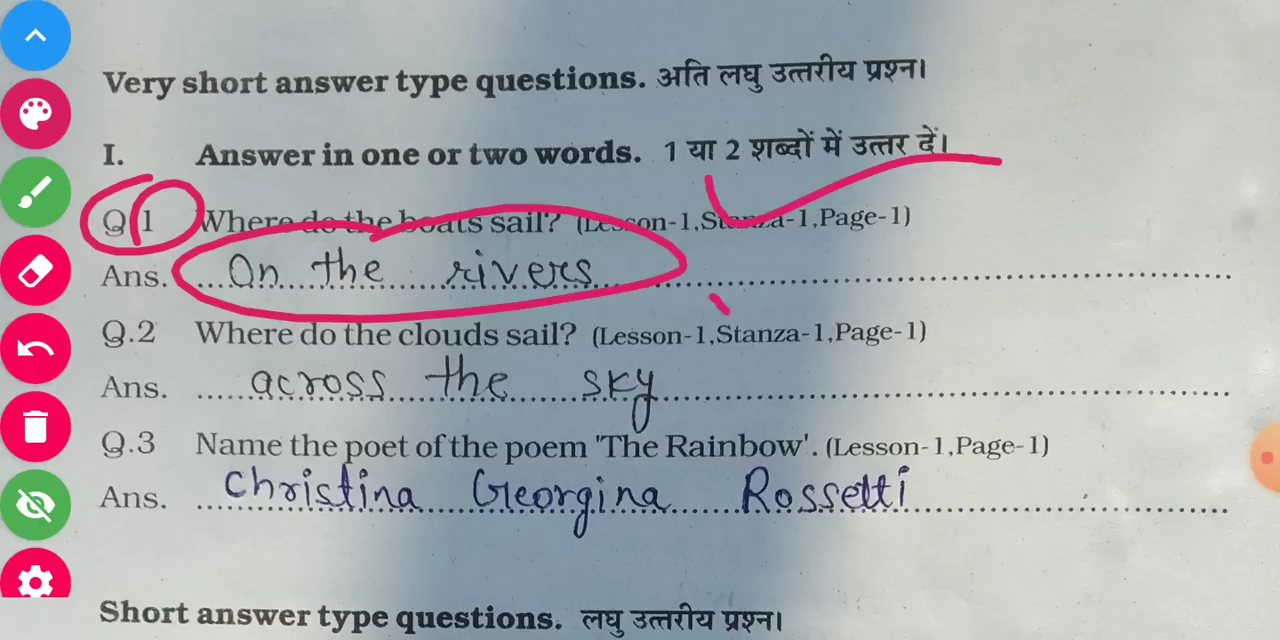 Very short answer type questions. अति लघु उत्तरीय प्रश्न।
I. Answer in one or two words. 1 या 2 शब्दों में उत्तर दें।
Q.1 Where do the boats sail? (Lesson-1,Stanza-1,Page-1)
Ans. On the rivers
Q.2 Where do the clouds sail? (Lesson-1,Stanza-1,Page-1)
Ans. across the sky
Q.3 Name the poet of the poem 'The Rainbow'. (Lesson-1,Page-1)
Ans. Christina Georgina Rossetti
Short answer type questions. लघु उत्तरीय प्रश्न।